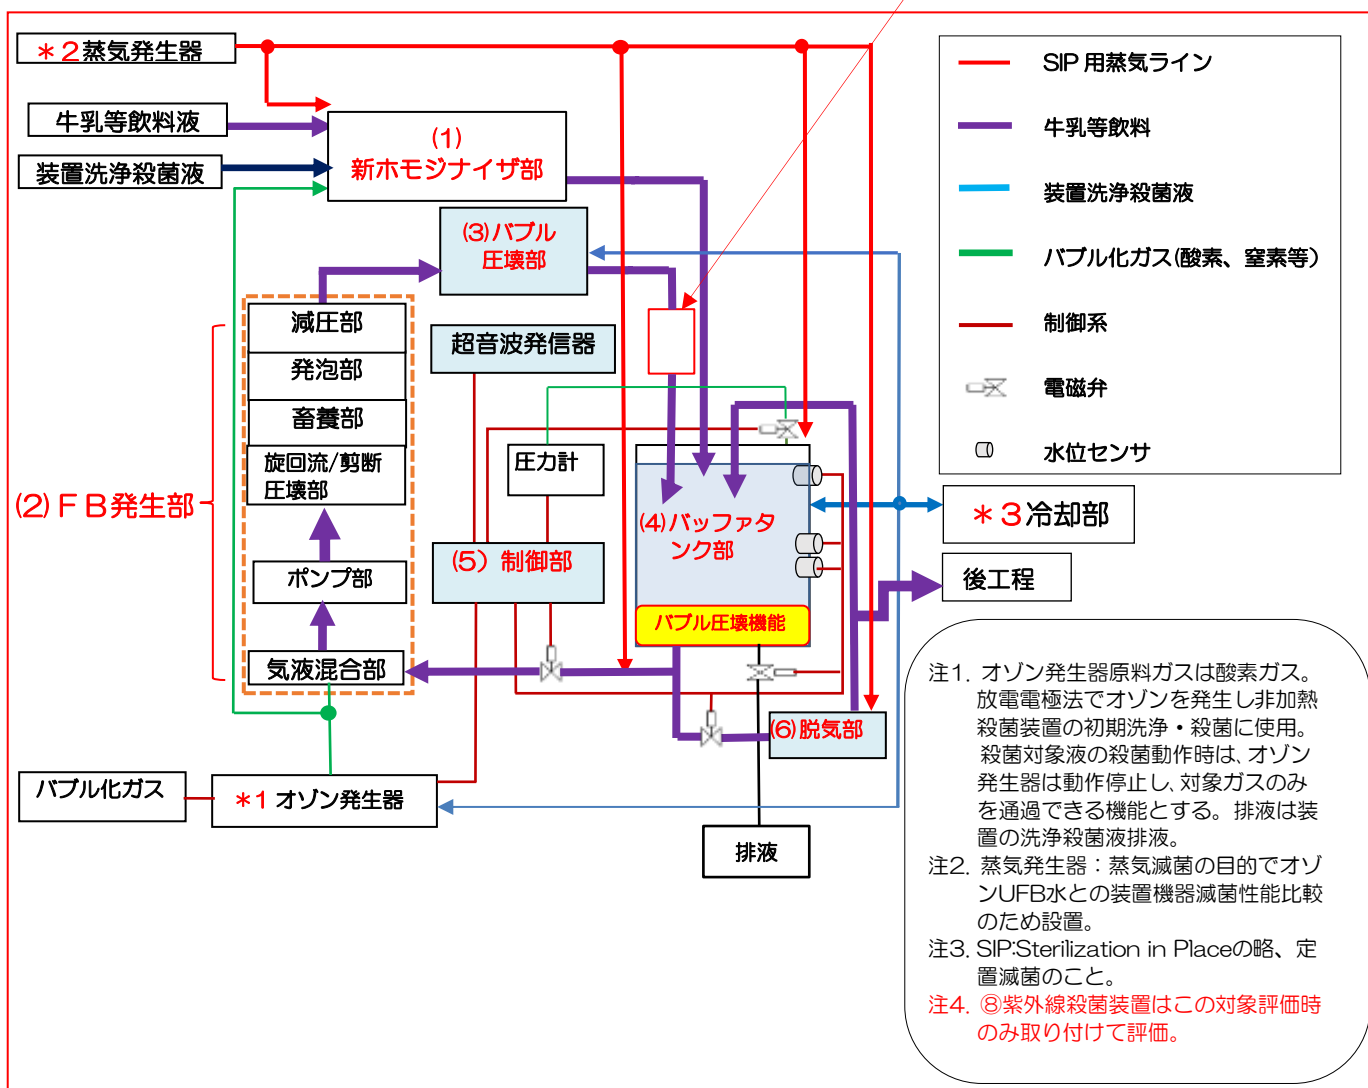 ＊2蒸気発生器
牛乳等飲料液
装置洗浄殺菌液
(1)
新ホモジナイザ部
(3)バブル
圧壊部
減圧部
発泡部
畜養部
旋回流/剪断
圧壊部
(2)ＦＢ発生部
ポンプ部
気液混合部
超音波発信器
圧力計
(5）制御部
(4)バッファタ
ンク部
バブル圧壊機能
(6)脱気部
バブル化ガス
＊1 オゾン発生器
排液
＊3冷却部
後工程
SIP 用蒸気ライン
牛乳等飲料
装置洗浄殺菌液
バブル化ガス(酸素、窒素等）
制御系
電磁弁
水位センサ
注1. オゾン発生器原料ガスは酸素ガス。
放電電極法でオゾンを発生し非加熱
殺菌装置の初期洗浄・殺菌に使用。
殺菌対象液の殺菌動作時は、オゾン
発生器は動作停止し、対象ガスのみ
を通過できる機能とする。排液は装
置の洗浄殺菌液排液。
注2. 蒸気発生器：蒸気滅菌の目的でオゾ
ンUFB水との装置機器滅菌性能比較
のため設置。
注3. SIP:Sterilization in Placeの略、定
置滅菌のこと。
注4. ⑧紫外線殺菌装置はこの対象評価時
のみ取り付けて評価。